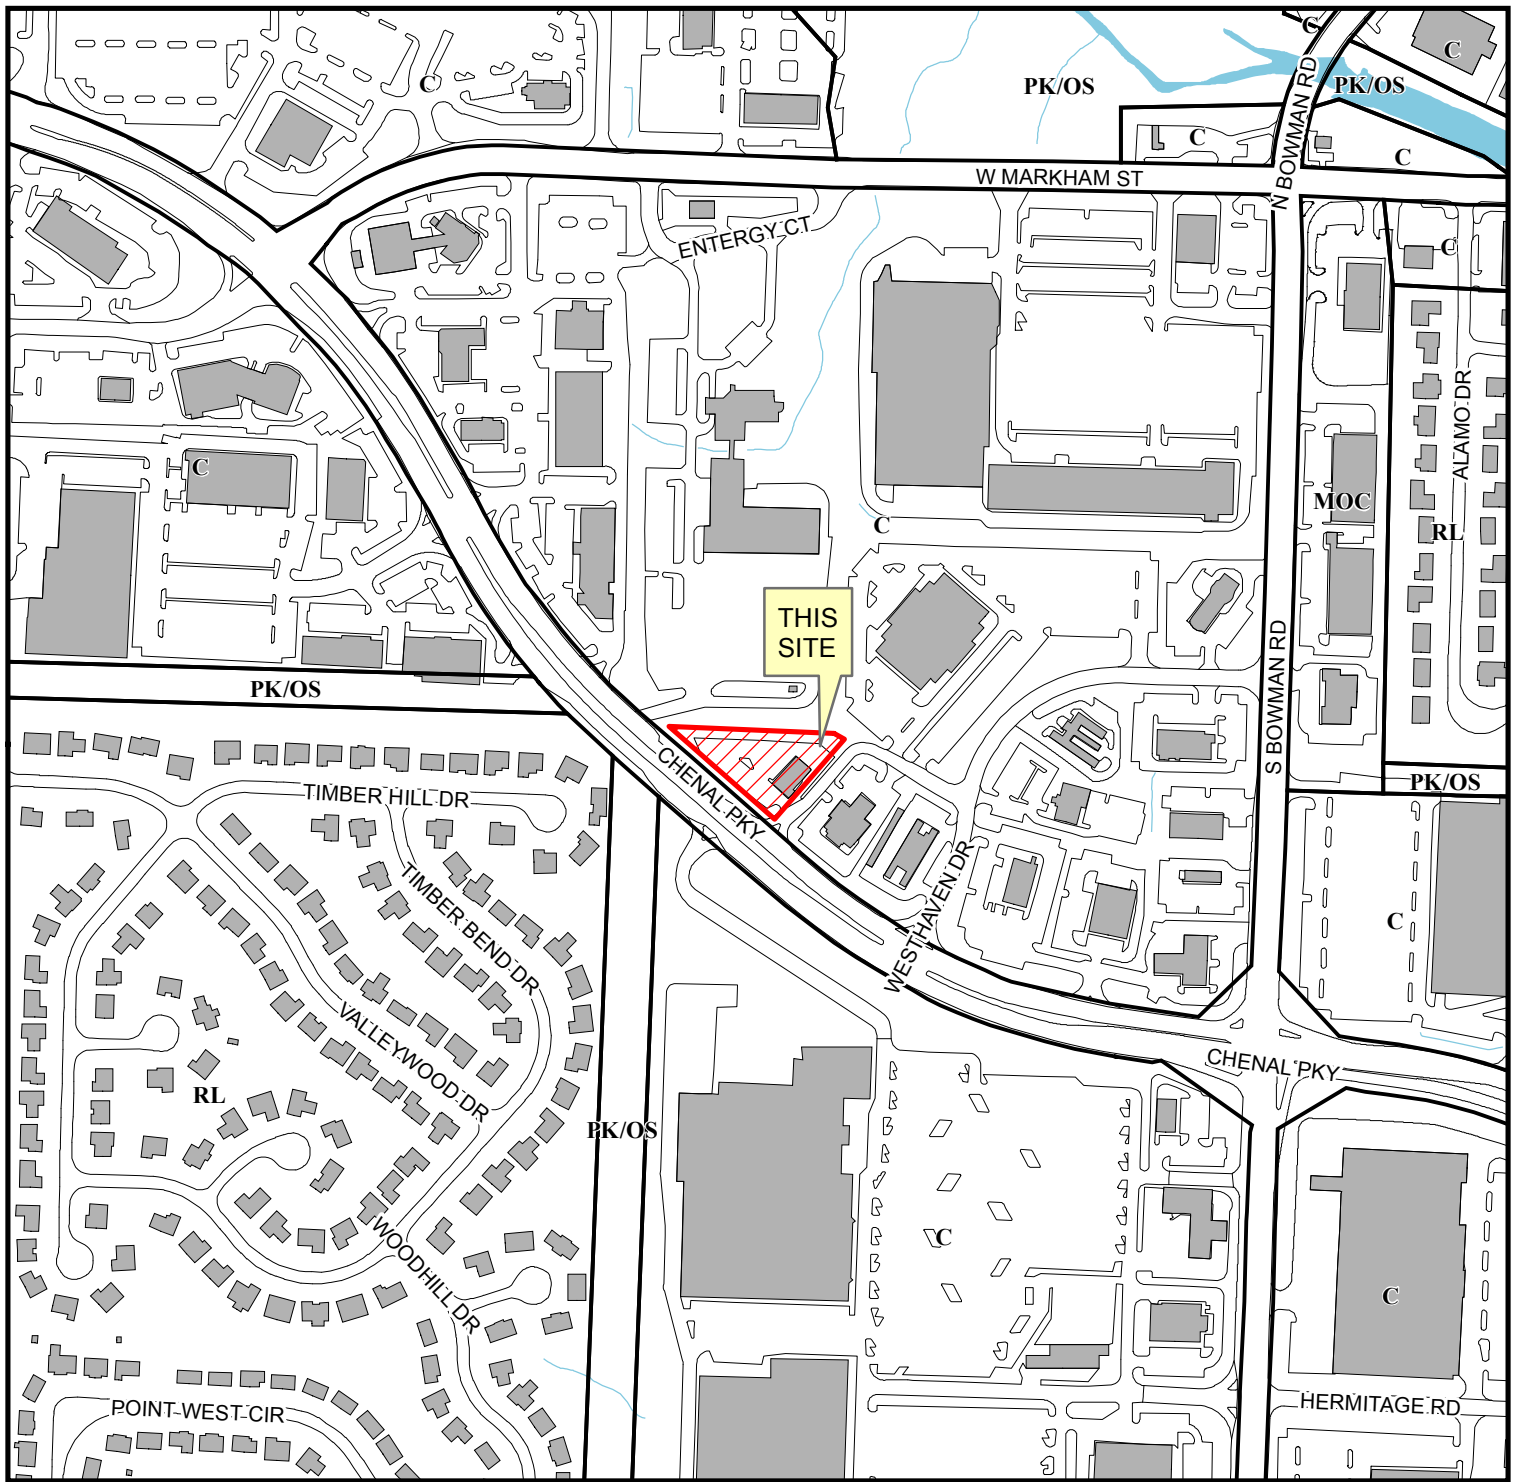 C
C
C
PK/OS
PK/OS
N BOWMAN RD
C
C
W MARKHAM ST
ENTERGY CT
C
ALAMO DR
C
MOC
C
RL
THIS
SITE
S BOWMAN RD
PK/OS
CHENAL PKY
PK/OS
TIMBER HILL DR
TIMBER BEND DR
WESTHAVEN DR
C
VALLEYWOOD DR
CHENAL PKY
RL
PK/OS
WOODHILL DR
C
C
POINT WEST CIR
HERMITAGE RD